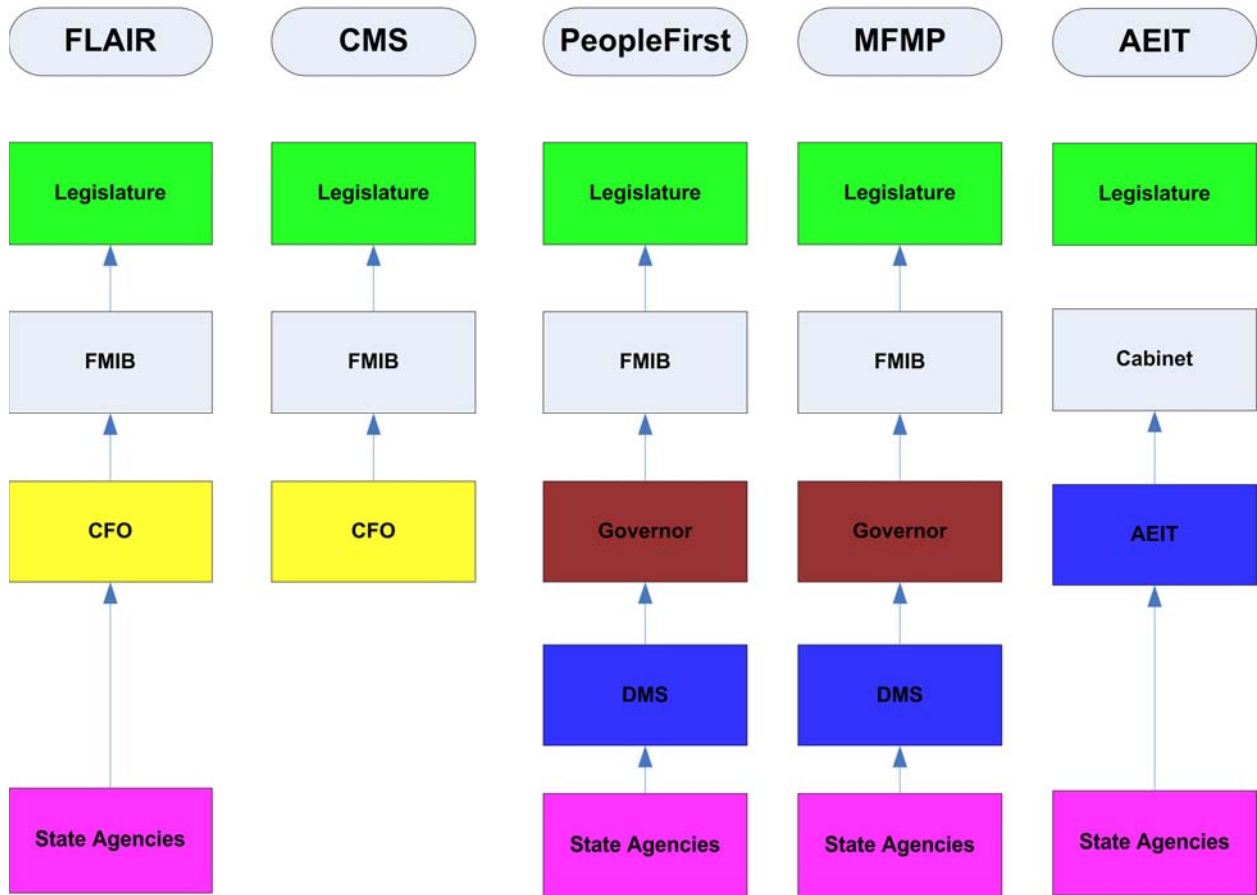 FLAIR
CMS
PeopleFirst
MFMP
AEIT
Legislature
Legislature
Legislature
Legislature
Legislature
FMIB
FMIB
FMIB
FMIB
Cabinet
CFO
CFO
Governor
Governor
AEIT
DMS
DMS
State Agencies
State Agencies
State Agencies
State Agencies